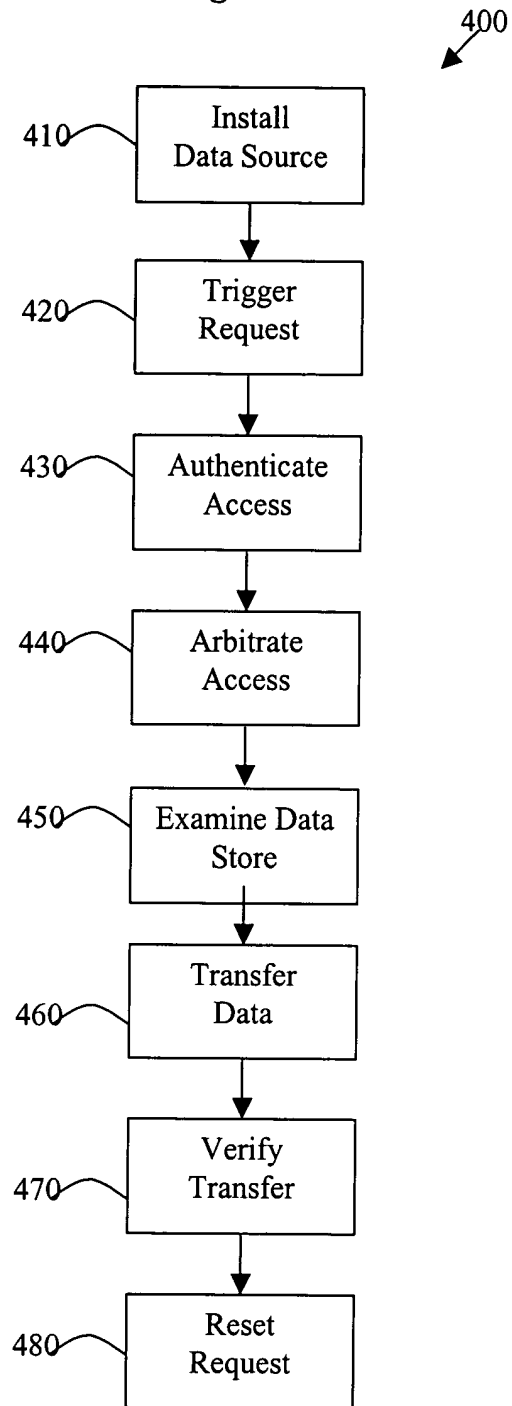 400
410
Install
Data Source
420
Trigger
Request
430
Authenticate
Access
440
Arbitrate
Access
450
Examine Data
Store
460
Transfer
Data
470
Verify
Transfer
480
Reset
Request